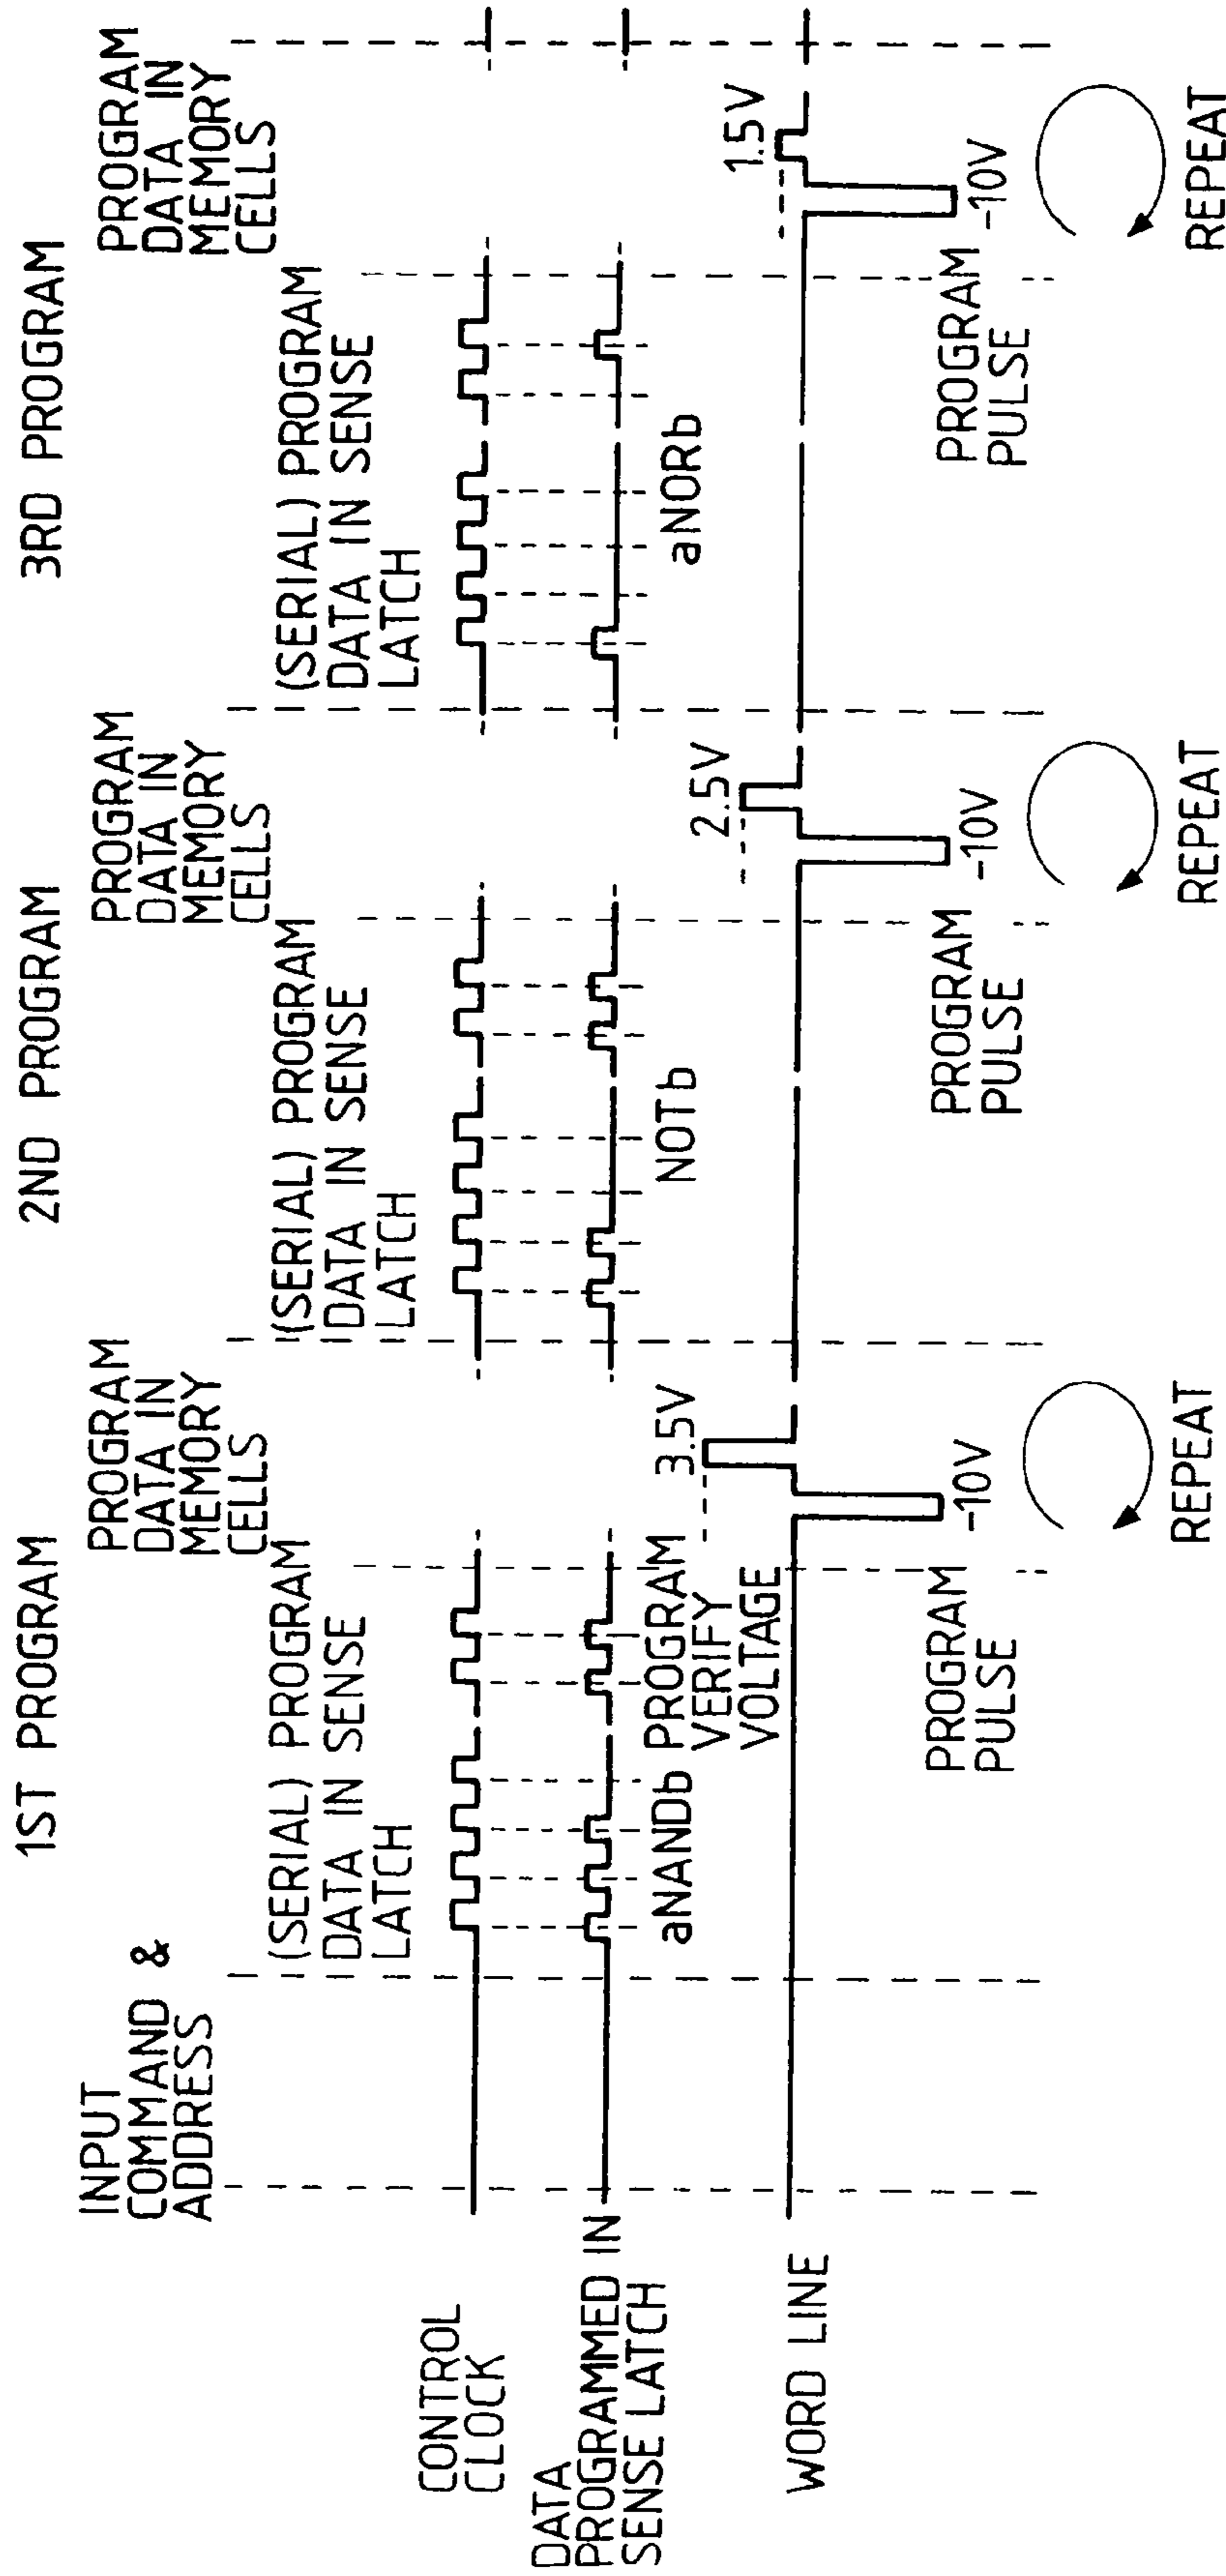 1ST PROGRAM
2ND PROGRAM
3RD PROGRAM
INPUT
COMMAND &
ADDRESS
(SERIAL) PROGRAM
DATA IN SENSE
LATCH
PROGRAM
DATA IN
MEMORY
CELLS
(SERIAL) PROGRAM
DATA IN SENSE
LATCH
PROGRAM
DATA IN
MEMORY
CELLS
(SERIAL) PROGRAM
DATA IN SENSE
LATCH
PROGRAM
DATA IN
MEMORY
CELLS
CONTROL
CLOCK
DATA
PROGRAMMED IN
SENSE LATCH
aNANDb
NOTb
aNORb
PROGRAM
VERIFY
VOLTAGE
3.5V
2.5V
1.5V
WORD LINE
PROGRAM
PULSE
-10V
PROGRAM
PULSE
-10V
PROGRAM
PULSE
-10V
REPEAT
REPEAT
REPEAT